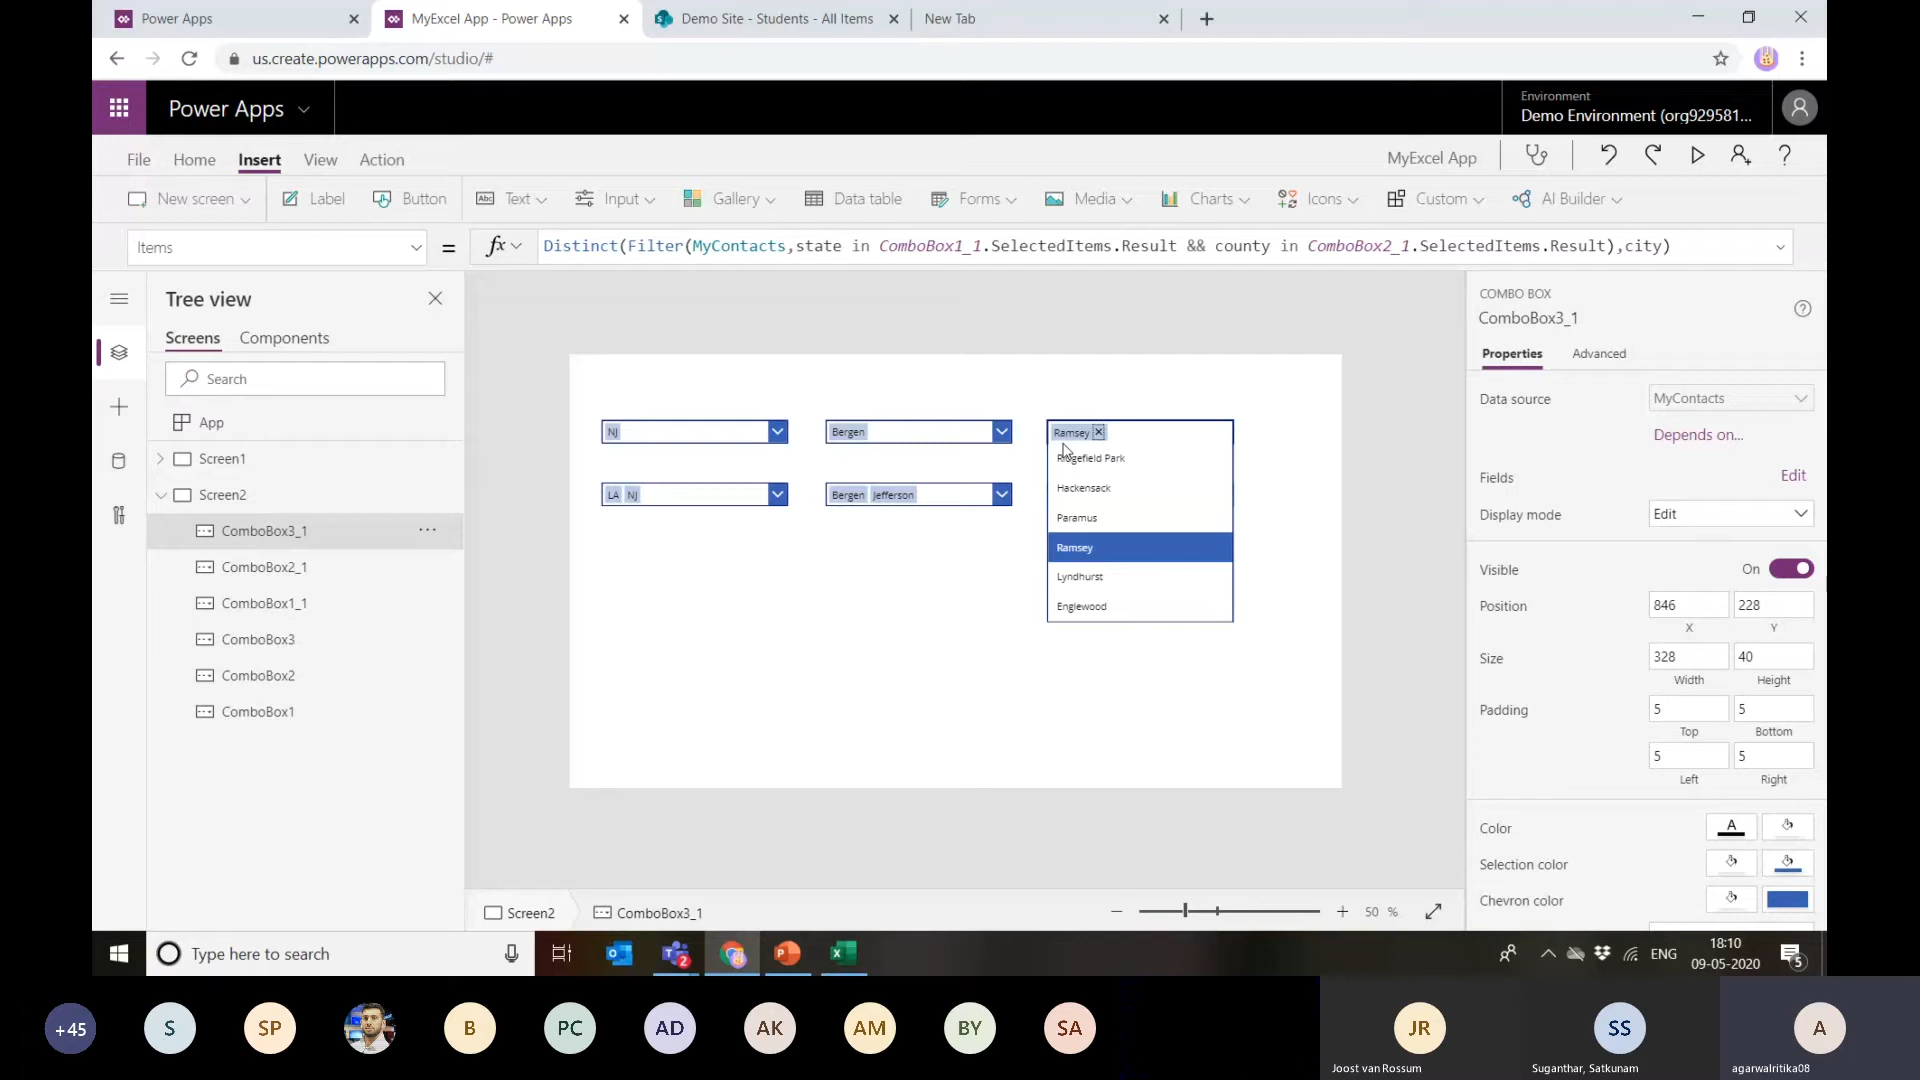 Power Apps
MyExcel App - Power Apps
Demo Site - Students - All Items
New Tab
us.create.powerapps.com/studio/#
Power Apps
Environment
Demo Environment (org929581...
File
Home
Insert
View
Action
MyExcel App
New screen
Label
Button
Text
Input
Gallery
Data table
Forms
Media
Charts
Icons
Custom
AI Builder
Items
=
fx
Distinct(Filter(MyContacts,state in ComboBox1_1.SelectedItems.Result && county in ComboBox2_1.SelectedItems.Result),city)
Tree view
Screens
Components
Search
App
Screen1
Screen2
ComboBox3_1
ComboBox2_1
ComboBox1_1
ComboBox3
ComboBox2
ComboBox1
NJ
Bergen
Ramsey
Ridgefield Park
Hackensack
Paramus
Ramsey
Lyndhurst
Englewood
LA NJ
Bergen Jefferson
COMBO BOX
ComboBox3_1
Properties
Advanced
Data source
MyContacts
Depends on...
Fields
Edit
Display mode
Edit
Visible
On
Position
846
228
X
Y
Size
328
40
Width
Height
Padding
5
5
Top
Bottom
5
5
Left
Right
Color
A
Selection color
Chevron color
Screen2
ComboBox3_1
50 %
Type here to search
2
ENG
18:10
09-05-2020
5
+45
S
SP
B
PC
AD
AK
AM
BY
SA
JR
Joost van Rossum
SS
Suganthar, Satkunam
A
agarwalritika08